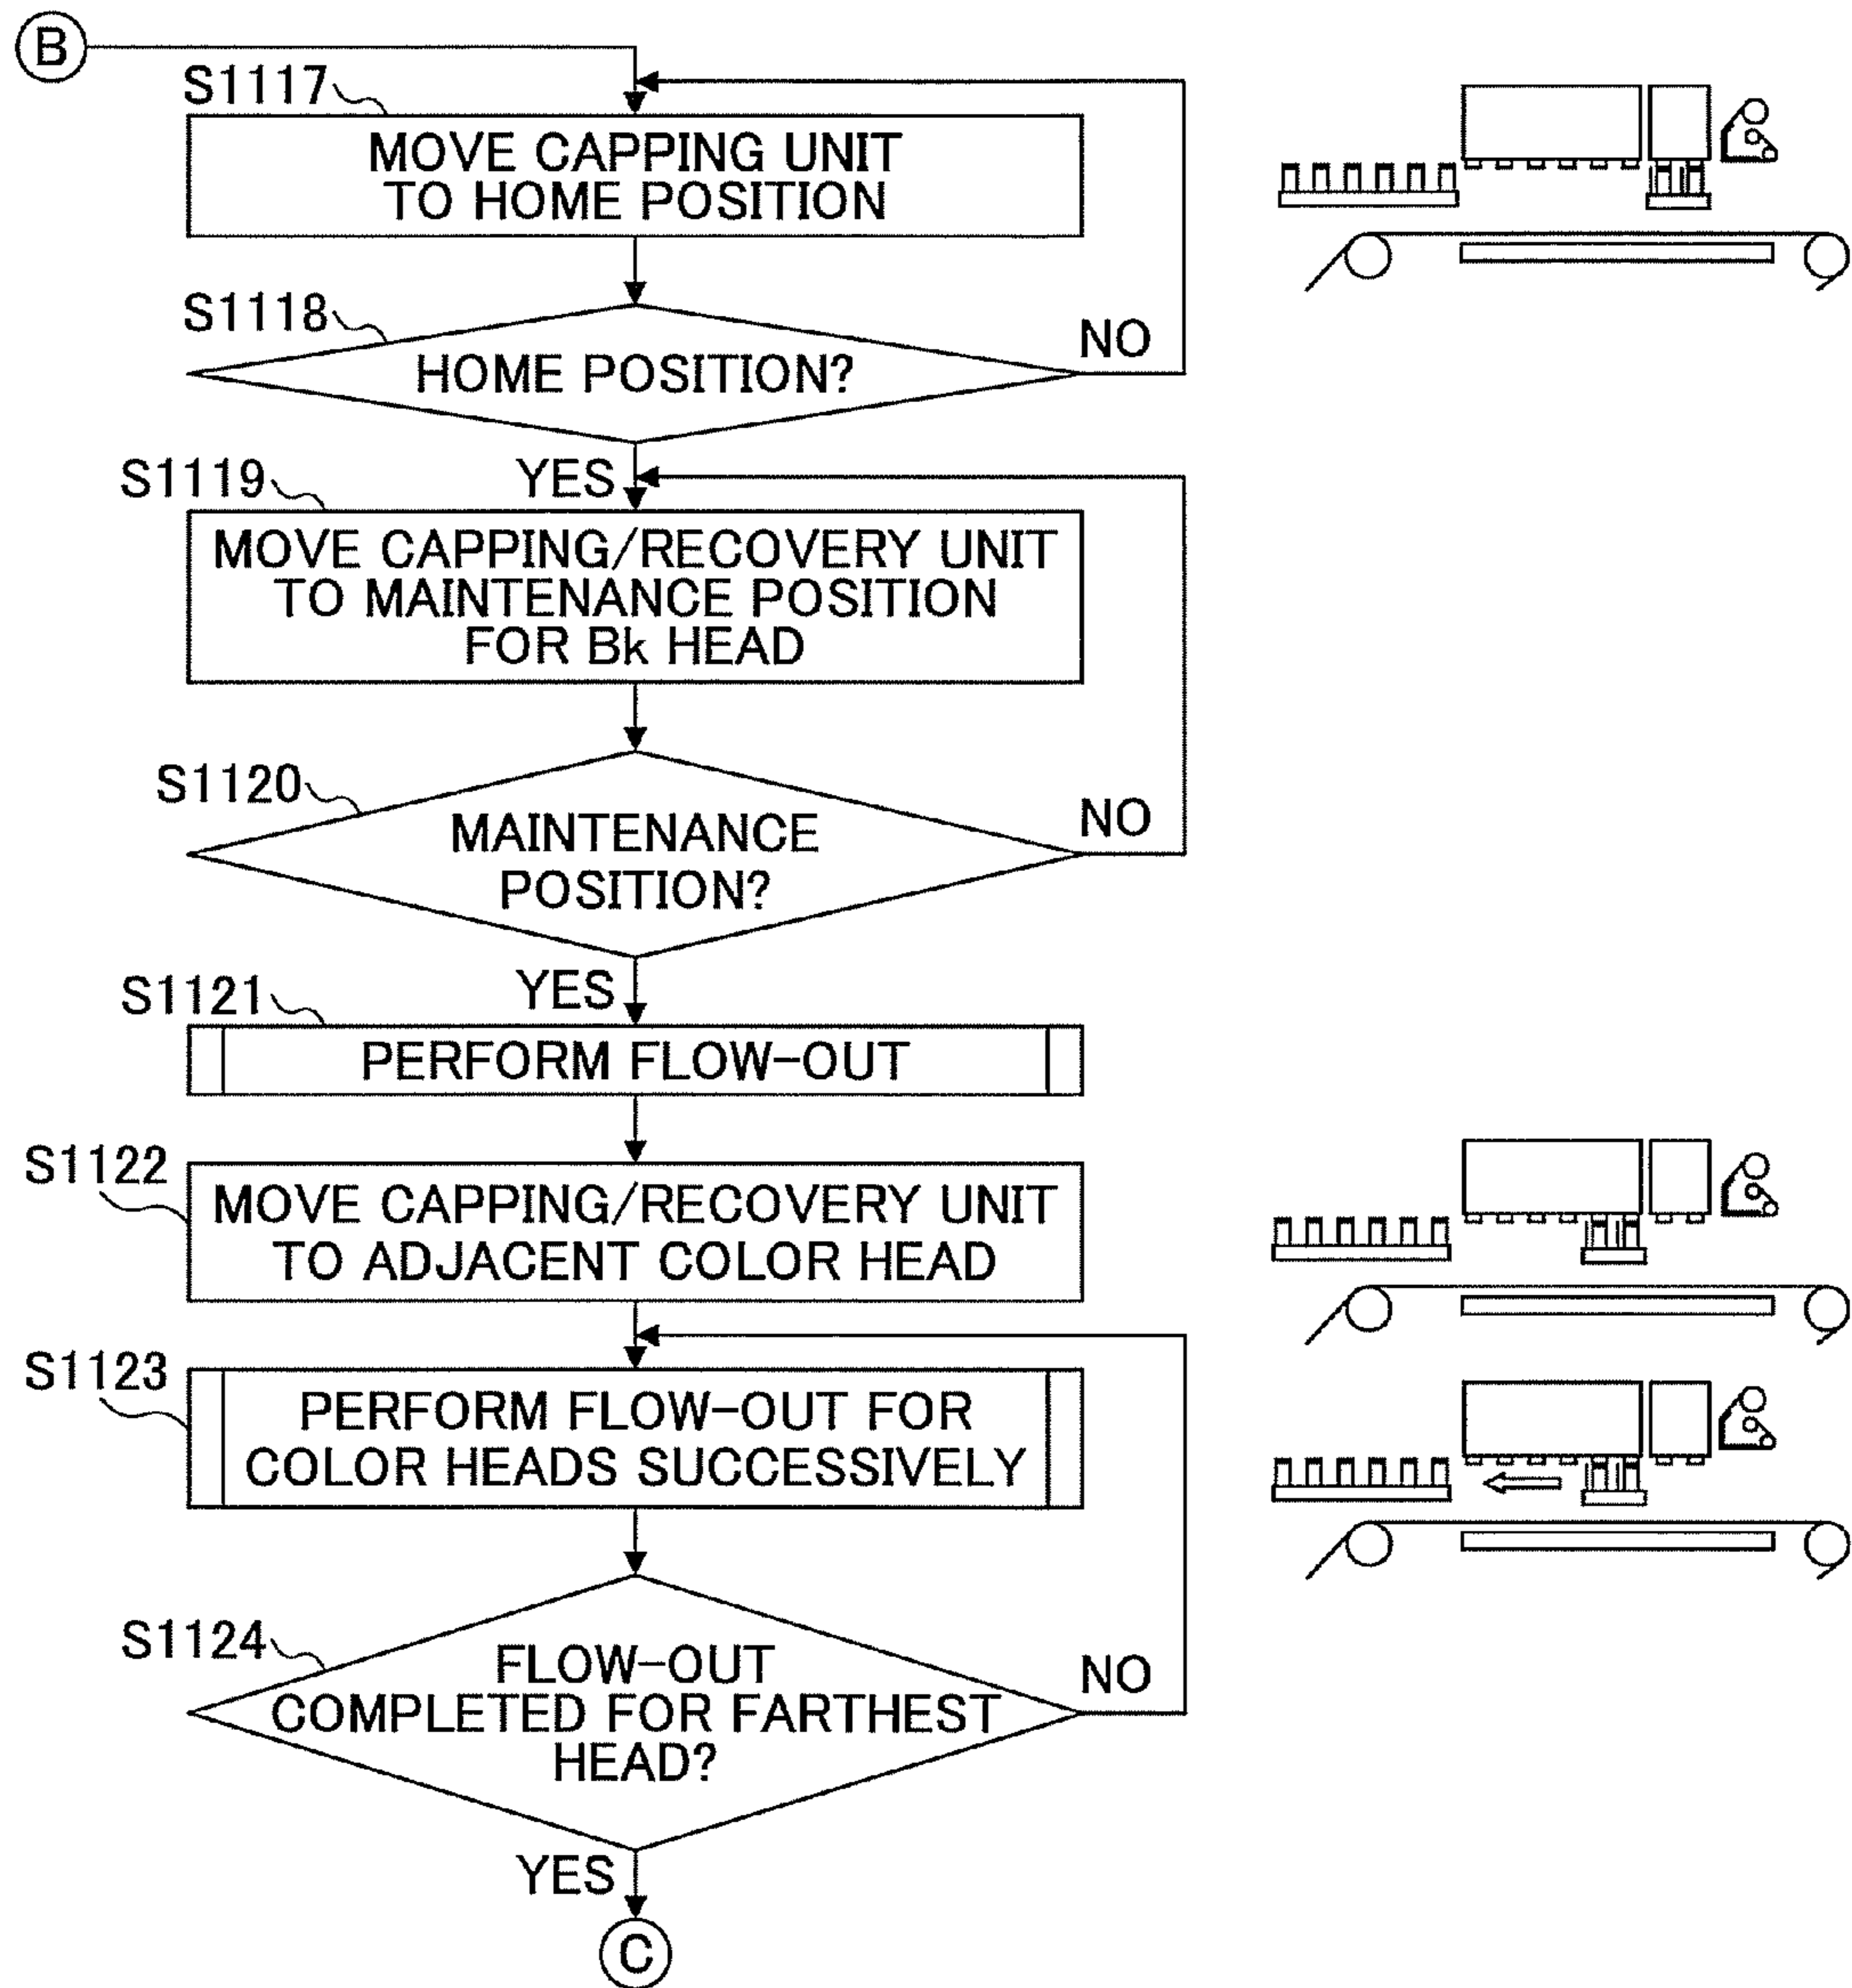 B
S1117
MOVE CAPPING UNIT
TO HOME POSITION
S1118
HOME POSITION?
NO
YES
S1119
MOVE CAPPING/RECOVERY UNIT
TO MAINTENANCE POSITION
FOR Bk HEAD
S1120
MAINTENANCE
POSITION?
NO
YES
S1121
PERFORM FLOW-OUT
S1122
MOVE CAPPING/RECOVERY UNIT
TO ADJACENT COLOR HEAD
S1123
PERFORM FLOW-OUT FOR
COLOR HEADS SUCCESSIVELY
S1124
FLOW-OUT
COMPLETED FOR FARTHEST
HEAD?
NO
YES
C